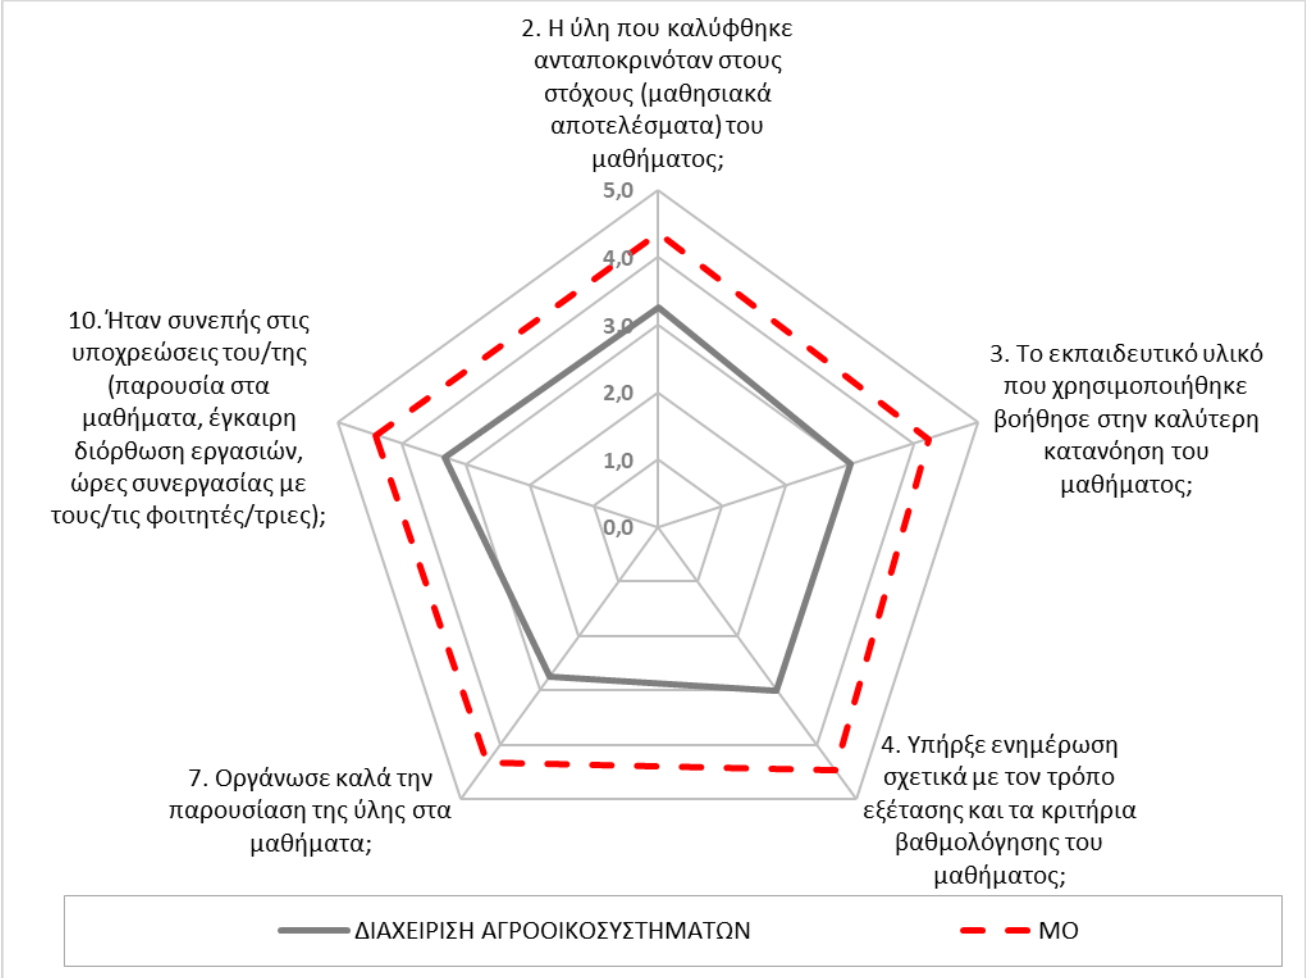 2. Η ύλη που καλύφθηκε
ανταποκρινόταν στους
στόχους (μαθησιακά
αποτελέσματα) του
μαθήματος;
5,0
4,0
3,0
2,0
1,0
0,0
3. Το εκπαιδευτικό υλικό
που χρησιμοποιήθηκε
βοήθησε στην καλύτερη
κατανόηση του
μαθήματος;
4. Υπήρξε ενημέρωση
σχετικά με τον τρόπο
εξέτασης και τα κριτήρια
βαθμολόγησης του
μαθήματος;
7. Οργάνωσε καλά την
παρουσίαση της ύλης στα
μαθήματα;
10. Ήταν συνεπής στις
υποχρεώσεις του/της
(παρουσία στα
μαθήματα, έγκαιρη
διόρθωση εργασιών,
ώρες συνεργασίας με
τους/τις φοιτητές/τριες);
ΔΙΑΧΕΙΡΙΣΗ ΑΓΡΟΟΙΚΟΣΥΣΤΗΜΑΤΩΝ
ΜΟ